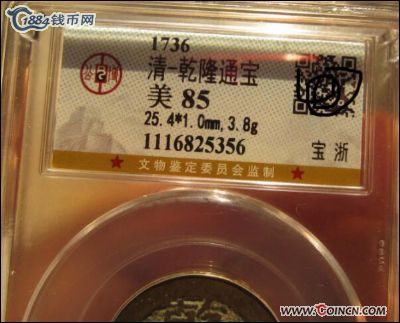 1884钱币网
1736
清-乾隆通宝
美 85
25.4*1.0mm,3.8g
1116825356
宝 浙
文物鉴定委员会监制
www.COINCN.com